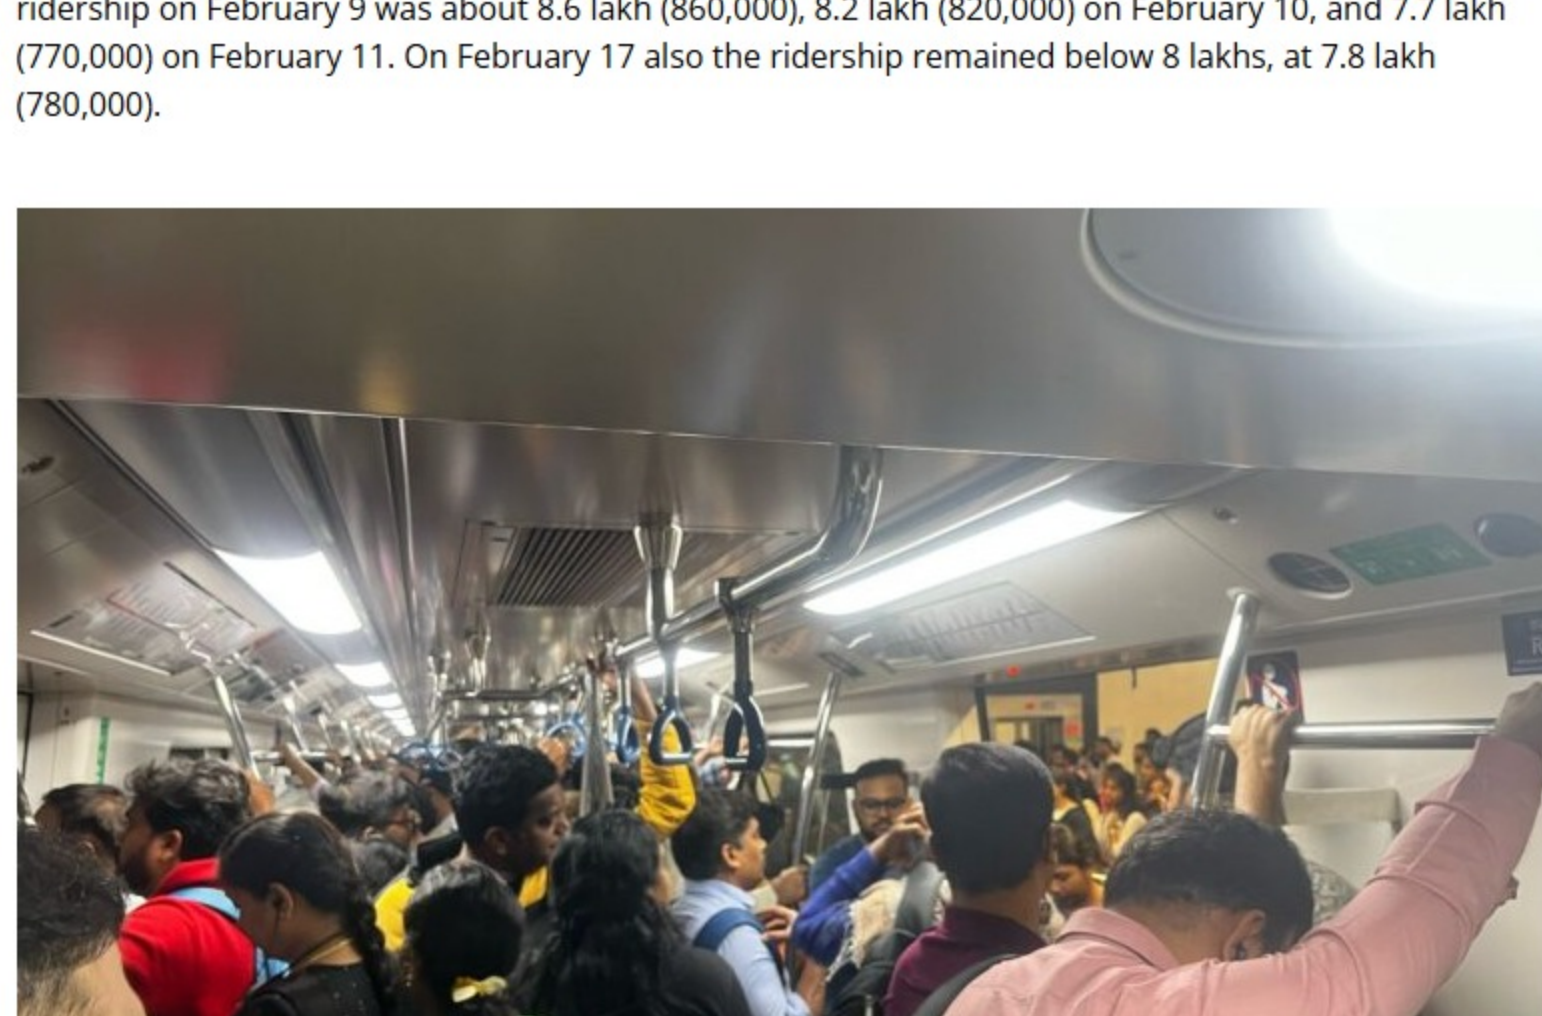 ridership on February 9 was about 8.6 lakh (860,000), 8.2 lakh (820,000) on February 10, and 7.7 lakh
(770,000) on February 11. On February 17 also the ridership remained below 8 lakhs, at 7.8 lakh
(780,000).